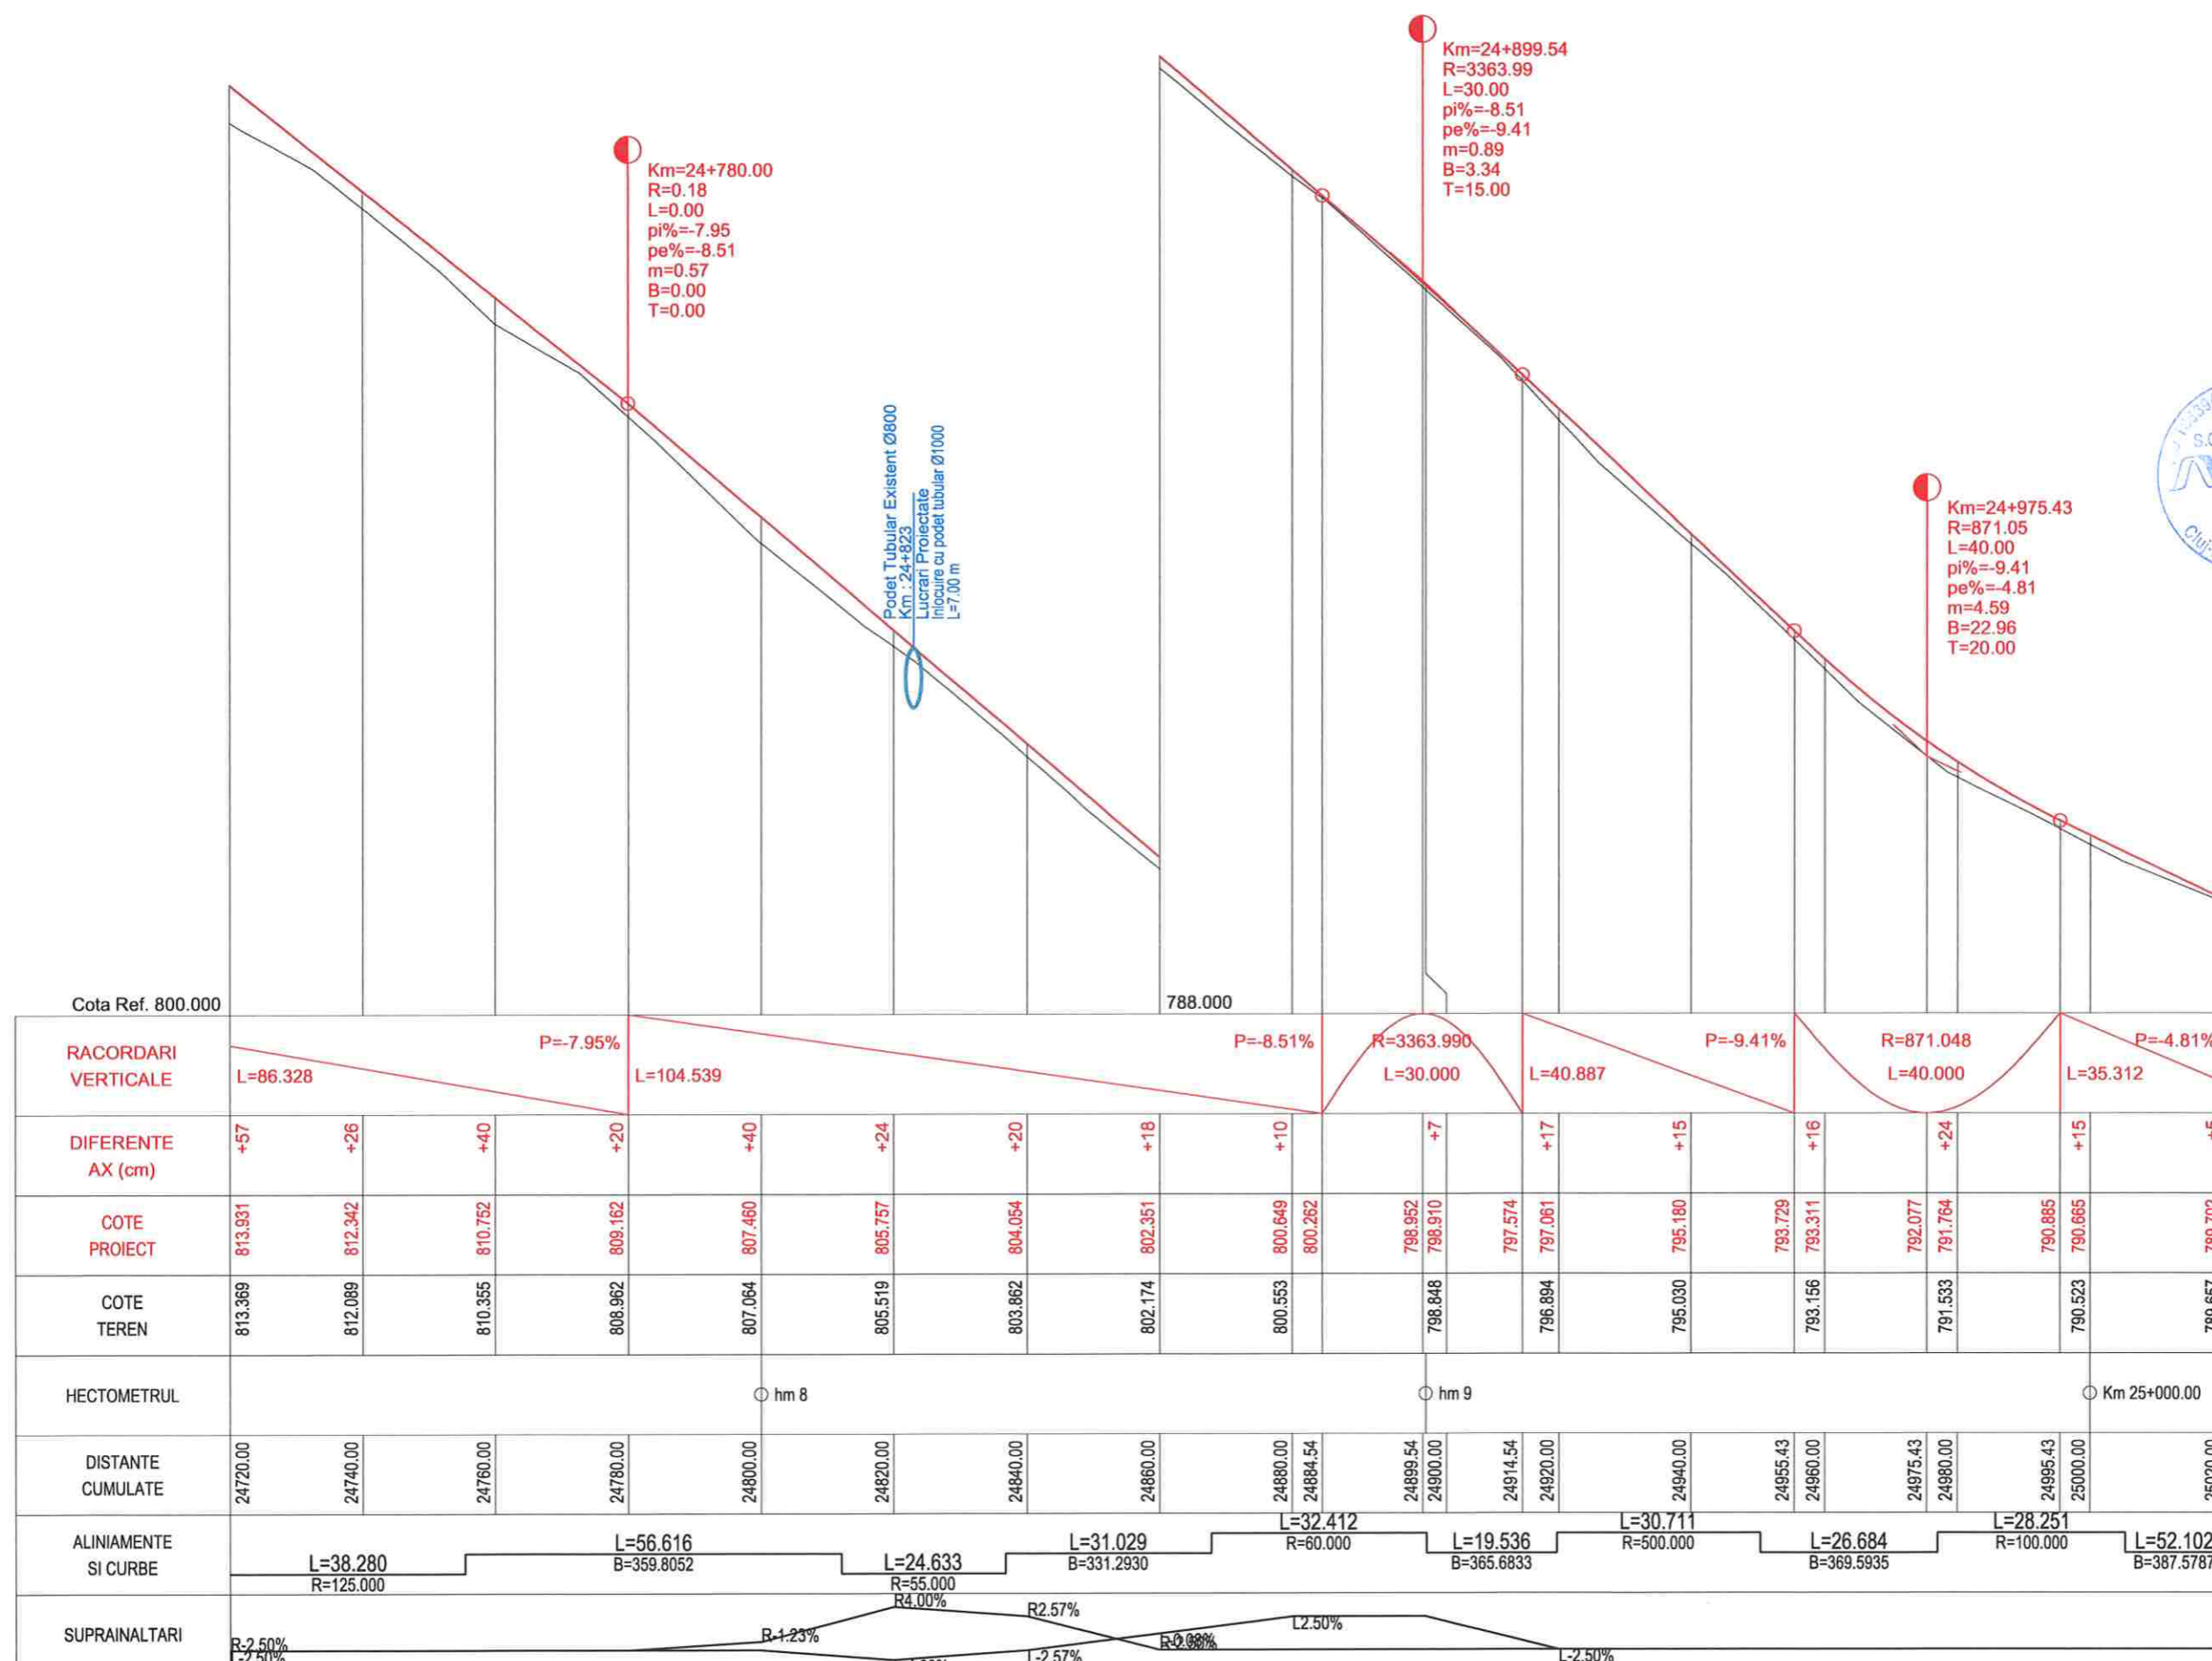 Km=24+899.54
R=3363.99
L=30.00
pi%=-8.51
pe%=-9.41
m=0.89
B=3.34
T=15.00
Km=24+780.00
R=0.18
L=0.00
pi%=-7.95
pe%=-8.51
m=0.57
B=0.00
T=0.00
Podet Tubular Existent Ø800
Km : 24+823
Lucrari Proiectate
Inlocuire cu podet tubular Ø1000
L=7.00 m
Km=24+975.43
R=871.05
L=40.00
pi%=-9.41
pe%=-4.81
m=4.59
B=22.96
T=20.00
Cota Ref. 800.000
788.000
RACORDARI
VERTICALE
P=-7.95%
P=-8.51%
R=3363.990
P=-9.41%
R=871.048
P=-4.81%
L=86.328
L=104.539
L=30.000
L=40.887
L=40.000
L=35.312
DIFERENTE
AX (cm)
+57 +26 +40 +20 +40 +24 +20 +18 +10 +7 +17 +15 +16 +24 +15
COTE
PROIECT
813.931 812.342 810.752 809.162 807.460 805.757 804.054 802.351 800.649 800.262 798.952 798.910 797.574 797.061 795.180 793.729 793.311 792.077 791.764 790.885 790.665
COTE
TEREN
813.369 812.089 810.355 808.962 807.064 805.519 803.862 802.174 800.553 798.848 796.894 795.030 793.156 791.533 790.523
HECTOMETRUL
hm 8
hm 9
Km 25+000.00
DISTANTE
CUMULATE
24720.00 24740.00 24760.00 24780.00 24800.00 24820.00 24840.00 24860.00 24880.00 24884.54 24899.54 24900.00 24914.54 24920.00 24940.00 24955.43 24960.00 24975.43 24980.00 24995.43 25000.00
ALINIAMENTE
SI CURBE
L=38.280
R=125.000
L=56.616
B=359.8052
L=24.633
R=55.000
L=31.029
B=331.2930
L=32.412
R=60.000
L=19.536
B=365.6833
L=30.711
R=500.000
L=26.684
B=369.5935
L=28.251
R=100.000
L=52.102
B=387.5787
SUPRAINALTARI
R-2.50%
L-2.50%
R-1.23%
R4.00%
R2.57%
L-2.57%
L2.50%
L-2.50%